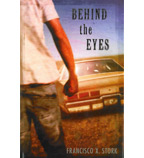 BEHIND
the
EYES
FRANCISCO X. STORK